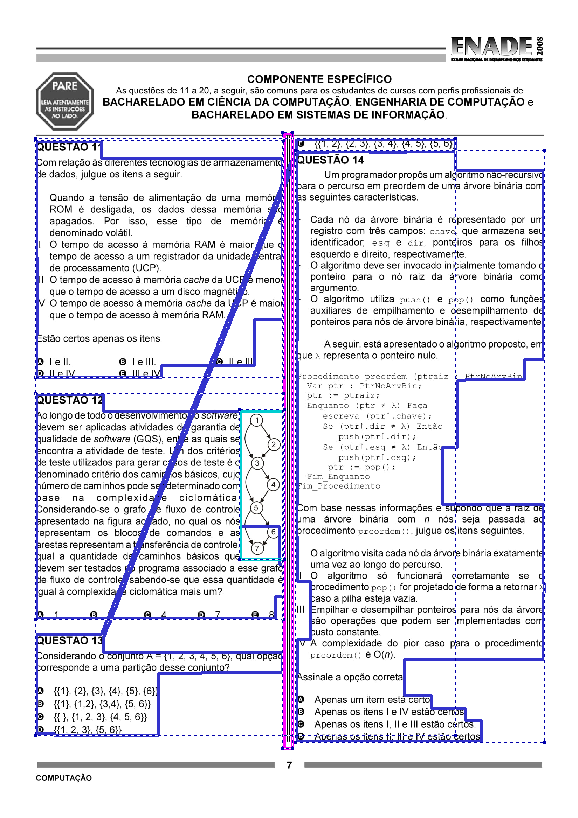 ENADE 2008
EXAME NACIONAL DE DESEMPENHO DOS ESTUDANTES
PARE
LEIA ATENTAMENTE
AS INSTRUÇÕES
AO LADO.
COMPONENTE ESPECÍFICO
As questões de 11 a 20, a seguir, são comuns para os estudantes de cursos com perfis profissionais de
BACHARELADO EM CIÊNCIA DA COMPUTAÇÃO, ENGENHARIA DE COMPUTAÇÃO e
BACHARELADO EM SISTEMAS DE INFORMAÇÃO.
QUESTÃO 11
Com relação às diferentes tecnologias de armazenamento
de dados, julgue os itens a seguir.
Quando a tensão de alimentação de uma memória
ROM é desligada, os dados dessa memória são
apagados. Por isso, esse tipo de memória é
denominado volátil.
O tempo de acesso à memória RAM é maior que o
tempo de acesso a um registrador da unidade central
de processamento (UCP).
O tempo de acesso à memória cache da UCP é menor
que o tempo de acesso a um disco magnético.
V O tempo de acesso à memória cache da UCP é maior
que o tempo de acesso à memória RAM.
Estão certos apenas os itens
A I e II.
C I e III.
E II e III
D II e IV.
E III e IV
QUESTÃO 12
Ao longo de todo o desenvolvimento do software,
devem ser aplicadas atividades de garantia de
qualidade de software (GQS), entre as quais se
encontra a atividade de teste. Um dos critérios
de teste utilizados para gerar casos de teste é o
denominado critério dos caminhos básicos, cujo
número de caminhos pode ser determinado com
base na complexidade ciclomática.
Considerando-se o grafo de fluxo de controle
apresentado na figura ao lado, no qual os nós
representam os blocos de comandos e as
arestas representam a transferência de controle,
qual a quantidade de caminhos básicos que
devem ser testados no programa associado a esse grafo
de fluxo de controle, sabendo-se que essa quantidade é
igual à complexidade ciclomática mais um?
1
2
3
4
5
6
7
1.
3.
4.
7.
8.
QUESTÃO 13
Considerando o conjunto A = {1, 2, 3, 4, 5, 6}, qual opção
corresponde a uma partição desse conjunto?
A {{1}, {2}, {3}, {4}, {5}, {6}}
{{1}, {1,2}, {3,4}, {5, 6}}
{{ }, {1, 2, 3}, {4, 5, 6}}
{{1, 2, 3}, {5, 6}}
{{1, 2}, {2, 3}, {3, 4}, {4, 5}, {5, 6}}
QUESTÃO 14
Um programador propôs um algoritmo não-recursivo
para o percurso em preordem de uma árvore binária com
as seguintes características.
Cada nó da árvore binária é representado por um
registro com três campos: chave, que armazena seu
identificador; esq e dir, ponteiros para os filhos
esquerdo e direito, respectivamente.
O algoritmo deve ser invocado inicialmente tomando o
ponteiro para o nó raiz da árvore binária como
argumento.
O algoritmo utiliza push() e pop() como funções
auxiliares de empilhamento e desempilhamento de
ponteiros para nós de árvore binária, respectivamente.
A seguir, está apresentado o algoritmo proposto, em
que λ representa o ponteiro nulo.
Procedimento preordem (ptraiz : PtrNoArvBin)
Var ptr : PtrNoArvBin;
ptr := ptraiz;
Enquanto (ptr ≠ λ) Faça
escreva (ptr↑.chave);
Se (ptr↑.dir ≠ λ) Então
push(ptr↑.dir);
Se (ptr↑.esq ≠ λ) Então
push(ptr↑.esq);
ptr := pop();
Fim_Enquanto
Fim_Procedimento
Com base nessas informações e supondo que a raiz de
uma árvore binária com n nós seja passada ao
procedimento preordem(), julgue os itens seguintes.
O algoritmo visita cada nó da árvore binária exatamente
uma vez ao longo do percurso.
O algoritmo só funcionará corretamente se o
procedimento pop() for projetado de forma a retornar λ
caso a pilha esteja vazia.
III Empilhar e desempilhar ponteiros para nós da árvore
são operações que podem ser implementadas com
custo constante.
IV A complexidade do pior caso para o procedimento
preordem() é O(n).
Assinale a opção correta.
A Apenas um item está certo.
Apenas os itens I e IV estão certos.
Apenas os itens I, II e III estão certos.
Apenas os itens II, III e IV estão certos.
7
COMPUTAÇÃO